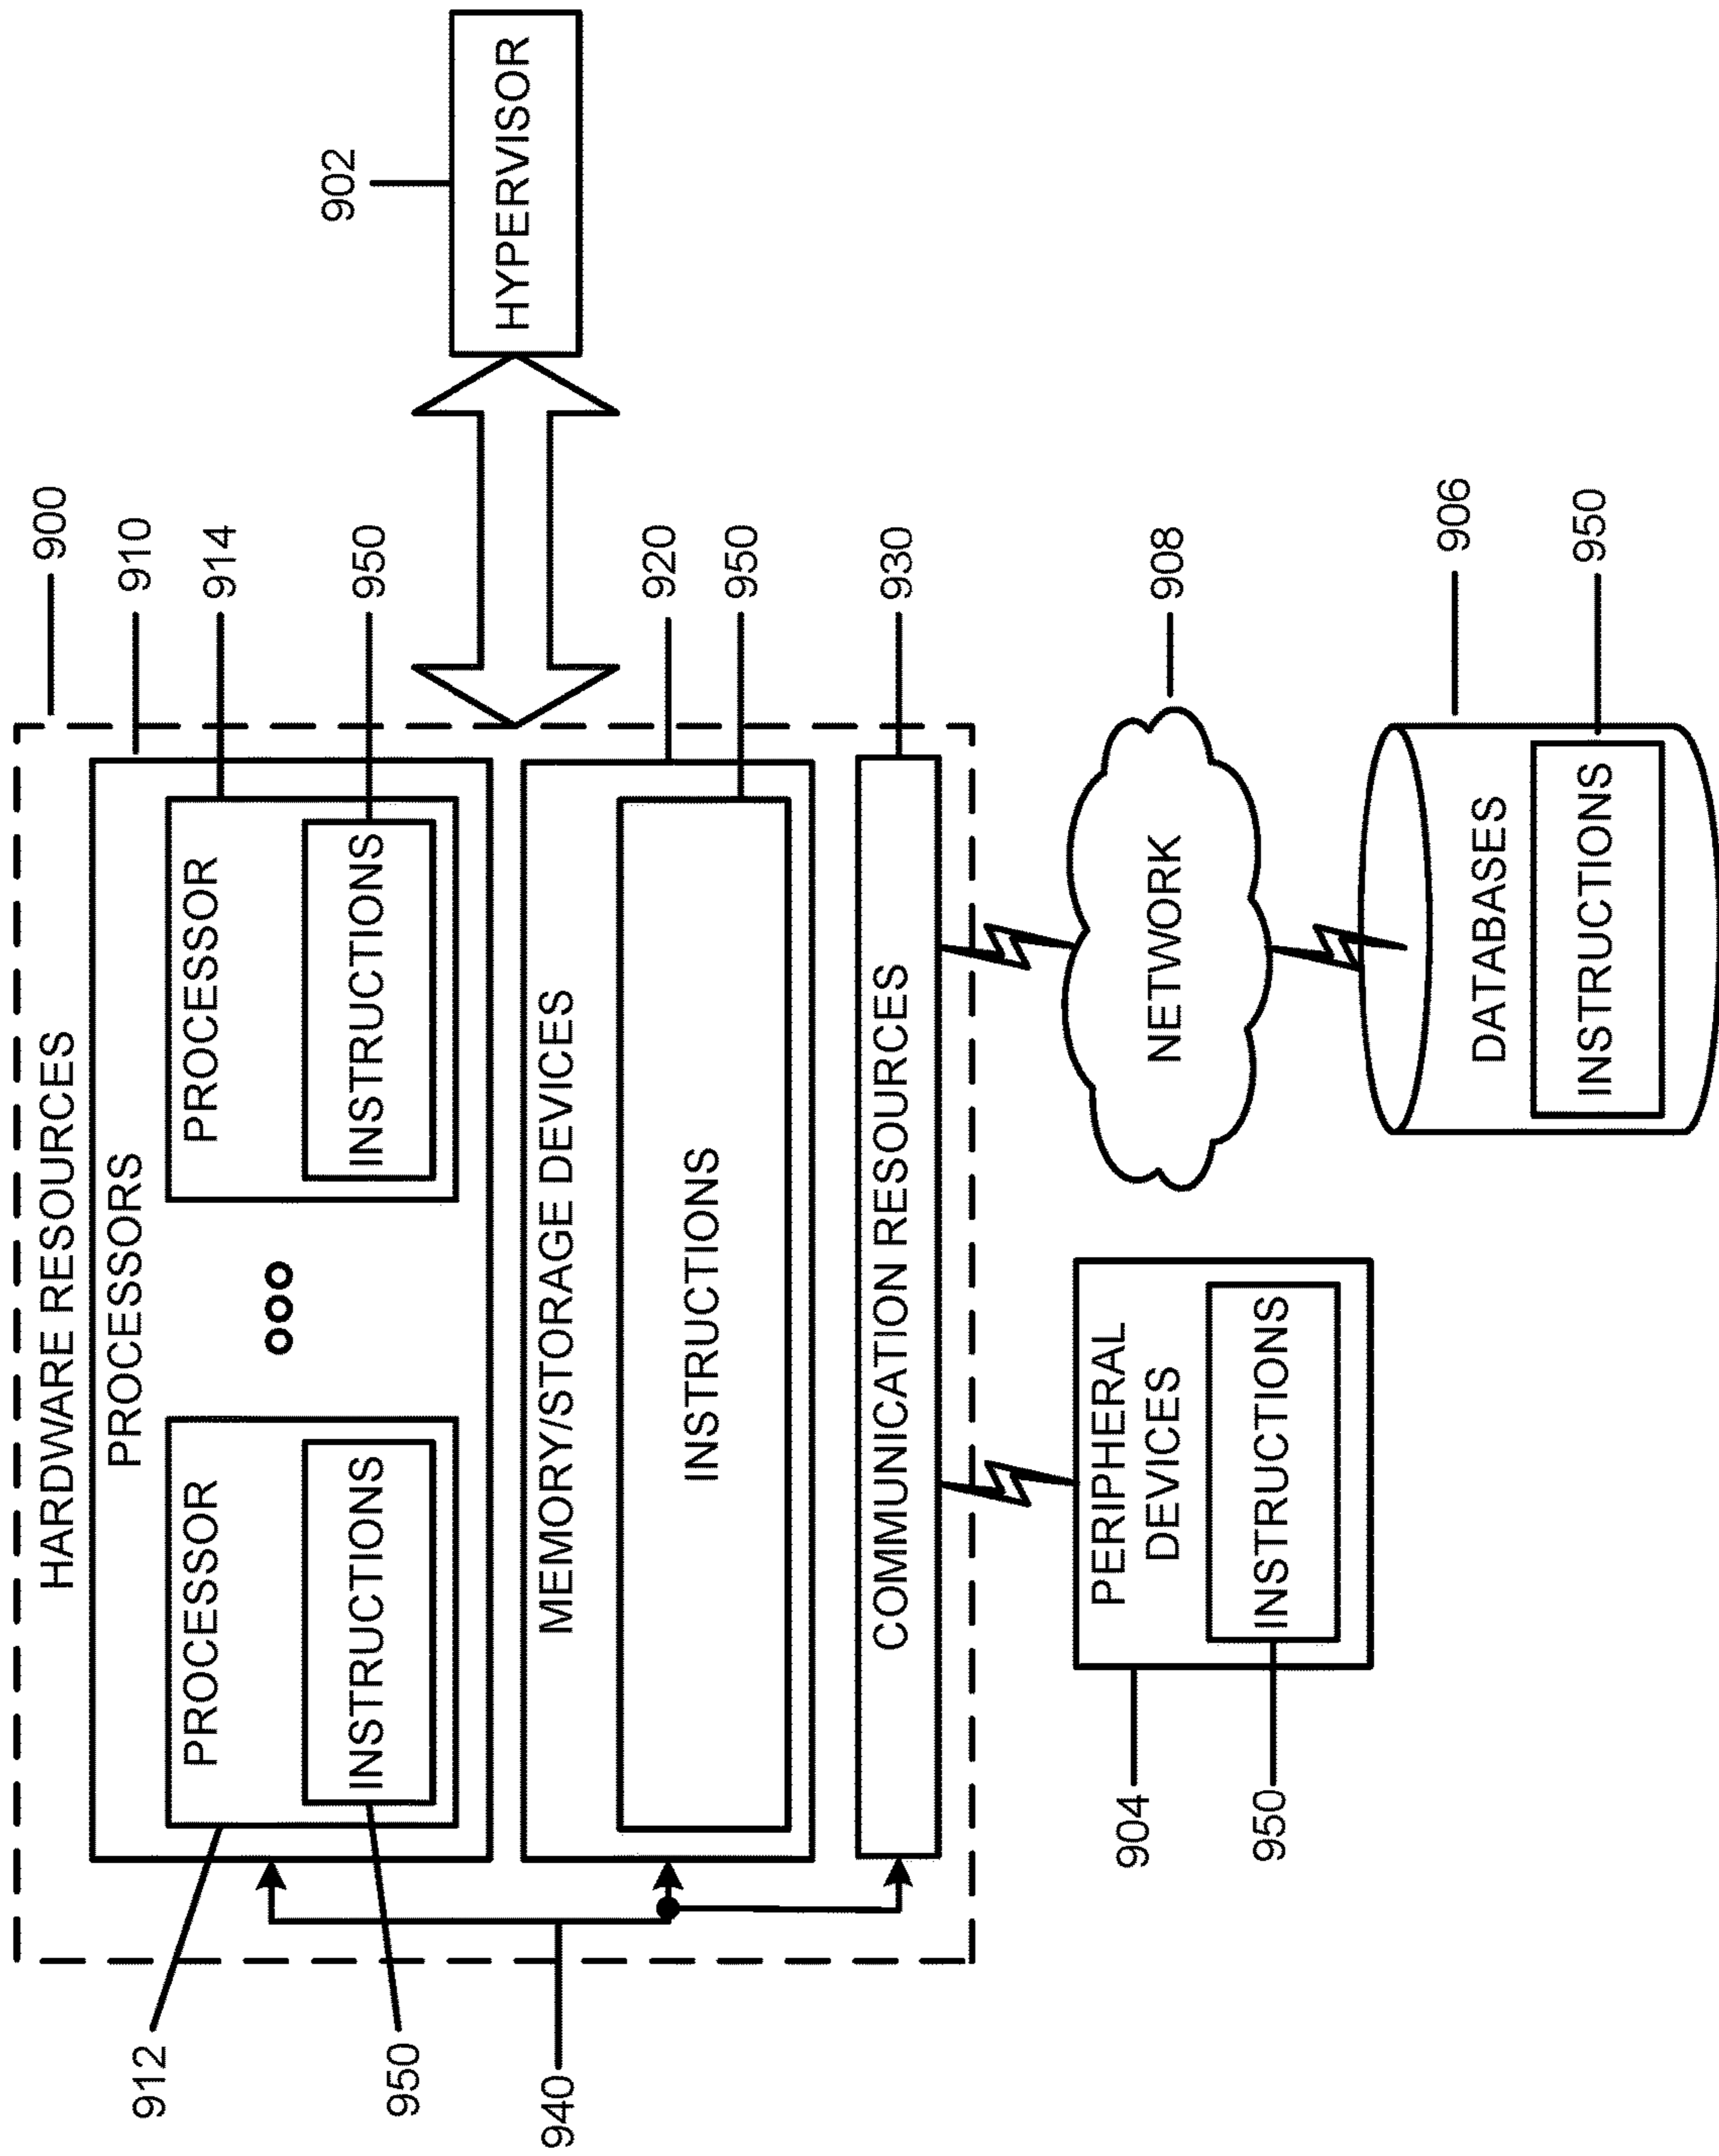 HARDWARE RESOURCES
900
PROCESSORS
910
912
PROCESSOR
INSTRUCTIONS
950
PROCESSOR
914
INSTRUCTIONS
950
902
HYPERVISOR
940
MEMORY/STORAGE DEVICES
920
INSTRUCTIONS
950
COMMUNICATION RESOURCES
930
904
PERIPHERAL
DEVICES
950
INSTRUCTIONS
NETWORK
908
DATABASES
906
INSTRUCTIONS
950